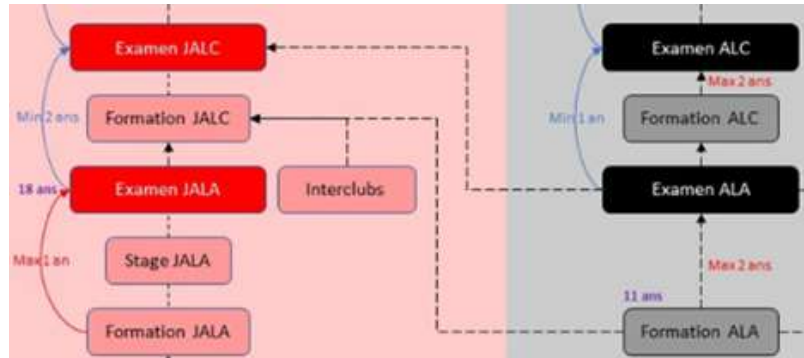 Examen JALC
Examen ALC
Max 2 ans
Min 2 ans
Formation JALC
Min 1 an
Formation ALC
18 ans
Examen JALA
Interclubs
Examen ALA
Max 1 an
Stage JALA
Max 2 ans
11 ans
Formation JALA
Formation ALA